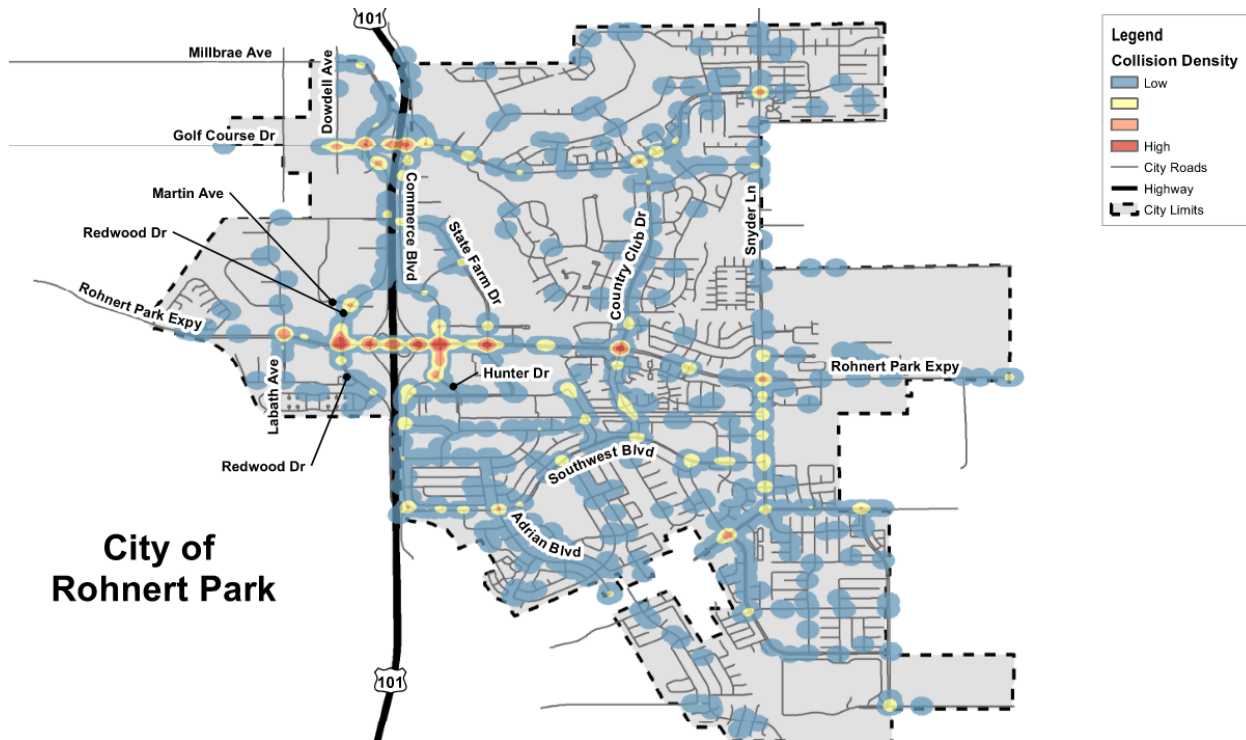 101
Millbrae Ave
Dowdell Ave
Golf Course Dr
Martin Ave
Redwood Dr
Commerce Blvd
State Farm Dr
Country Club Dr
Snyder Ln
Rohnert Park Expy
Labath Ave
Hunter Dr
Rohnert Park Expy
Redwood Dr
Southwest Blvd
Adrian Blvd
City of
Rohnert Park
101
Legend
Collision Density
Low
High
City Roads
Highway
City Limits